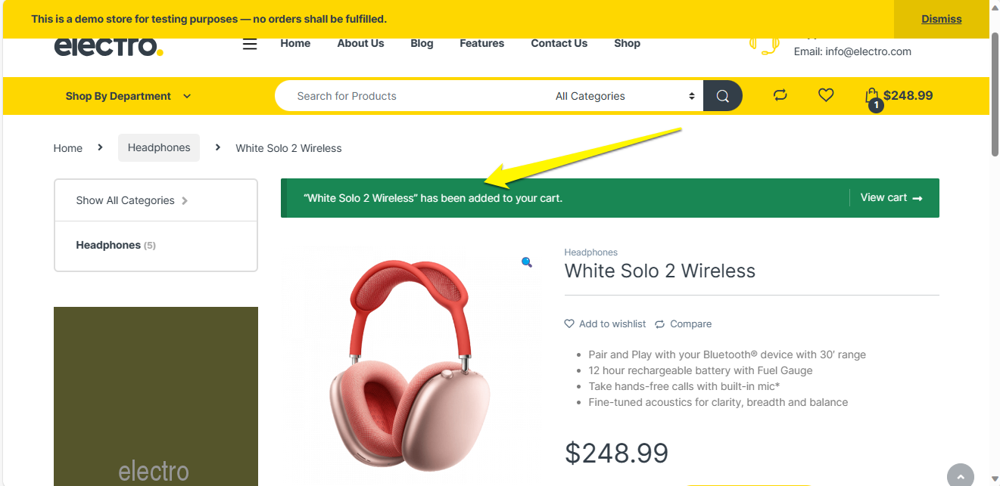 This is a demo store for testing purposes — no orders shall be fulfilled. Dismiss
electro.
Home About Us Blog Features Contact Us Shop
Email: info@electro.com
Shop By Department Search for Products All Categories 1 $248.99
Home Headphones White Solo 2 Wireless
Show All Categories
Headphones (5)
“White Solo 2 Wireless” has been added to your cart. View cart →
Headphones
White Solo 2 Wireless
Add to wishlist Compare
• Pair and Play with your Bluetooth® device with 30’ range
• 12 hour rechargeable battery with Fuel Gauge
• Take hands-free calls with built-in mic*
• Fine-tuned acoustics for clarity, breadth and balance
$248.99
electro